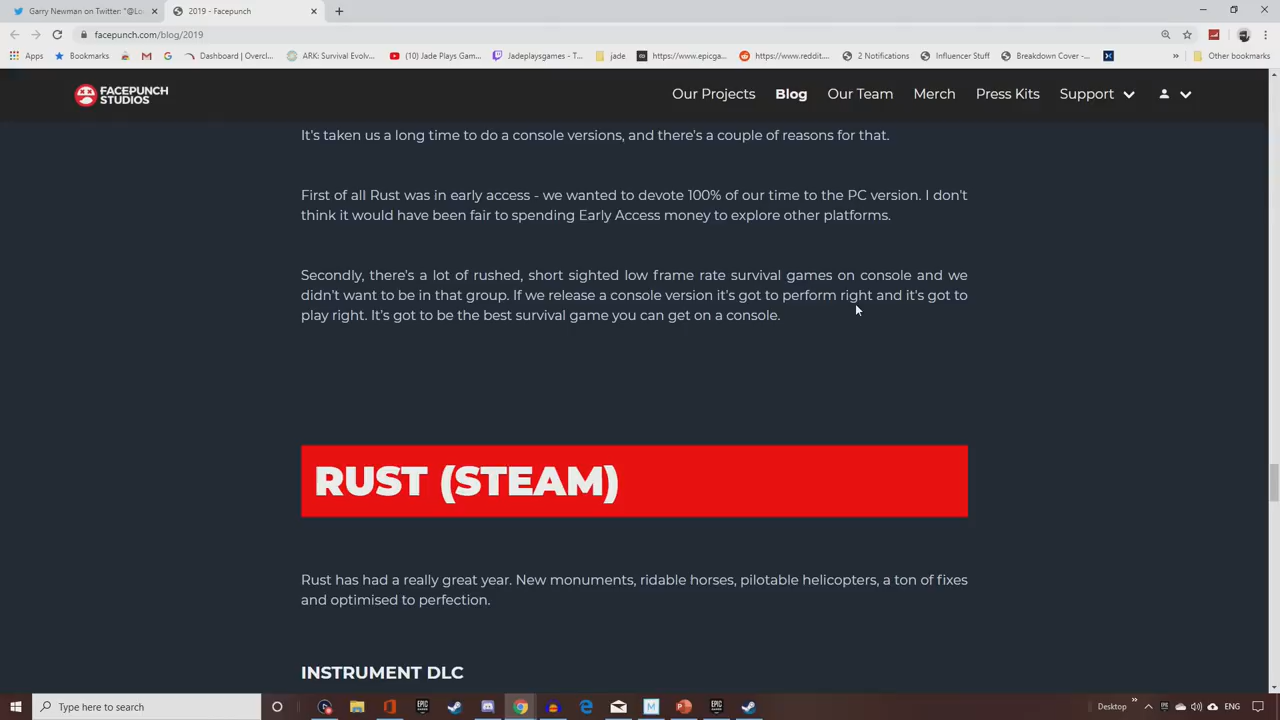 Garry Newman on Twitter: "@Lo
2019 - Facepunch
facepunch.com/blog/2019
Apps
Bookmarks
Dashboard | Overcl...
ARK: Survival Evolv...
(10) Jade Plays Gam...
Jadeplaysgames - T...
jade
https://www.epicga...
https://www.reddit...
2 Notifications
Influencer Stuff
Breakdown Cover -...
»
Other bookmarks
FACEPUNCH
STUDIOS
Our Projects
Blog
Our Team
Merch
Press Kits
Support
It's taken us a long time to do a console versions, and there's a couple of reasons for that.
First of all Rust was in early access - we wanted to devote 100% of our time to the PC version. I don't
think it would have been fair to spending Early Access money to explore other platforms.
Secondly, there's a lot of rushed, short sighted low frame rate survival games on console and we
didn't want to be in that group. If we release a console version it's got to perform right and it's got to
play right. It's got to be the best survival game you can get on a console.
RUST (STEAM)
Rust has had a really great year. New monuments, ridable horses, pilotable helicopters, a ton of fixes
and optimised to perfection.
INSTRUMENT DLC
Type here to search
Desktop
»
ENG